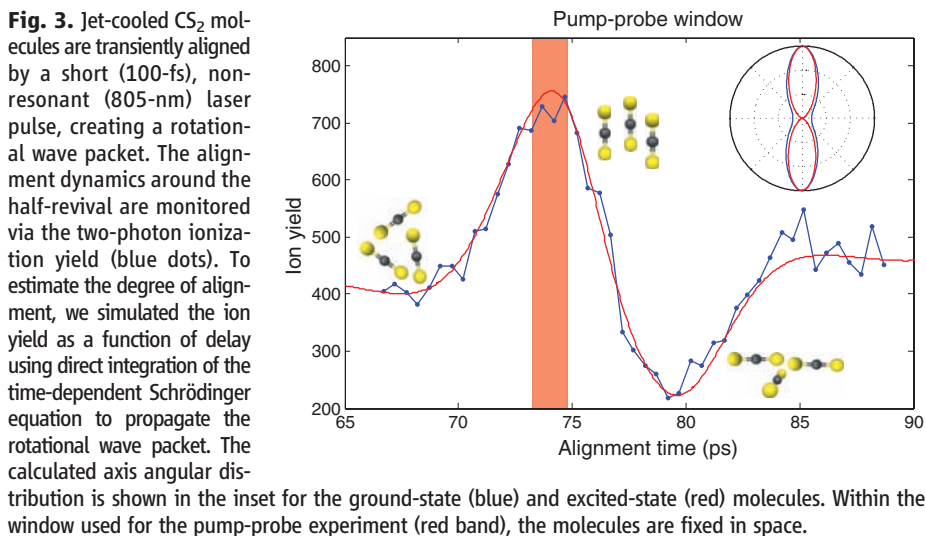 Fig. 3. Jet-cooled CS₂ mol-
ecules are transiently aligned
by a short (100-fs), non-
resonant (805-nm) laser
pulse, creating a rotation-
al wave packet. The align-
ment dynamics around the
half-revival are monitored
via the two-photon ioniza-
tion yield (blue dots). To
estimate the degree of align-
ment, we simulated the ion
yield as a function of delay
using direct integration of the
time-dependent Schrödinger
equation to propagate the
rotational wave packet. The
calculated axis angular dis-
tribution is shown in the inset for the ground-state (blue) and excited-state (red) molecules. Within the
window used for the pump-probe experiment (red band), the molecules are fixed in space.
Pump-probe window
Ion yield
800
700
600
500
400
300
200
65 70 75 80 85 90
Alignment time (ps)